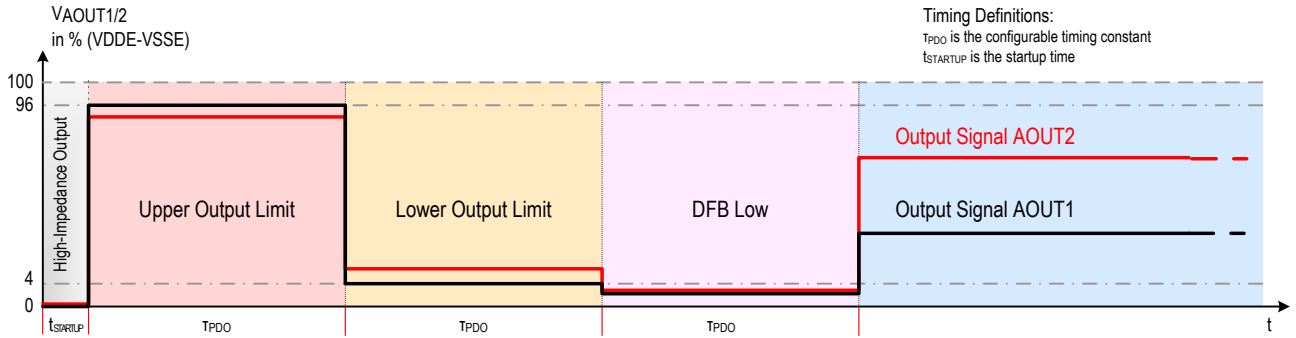 VAOUT1/2
in % (VDDE-VSSE)
Timing Definitions:
τPDO is the configurable timing constant
tSTARTUP is the startup time
100
96
4
0
High-Impedance Output
Upper Output Limit
Lower Output Limit
DFB Low
Output Signal AOUT2
Output Signal AOUT1
tSTARTUP
τPDO
τPDO
τPDO
t